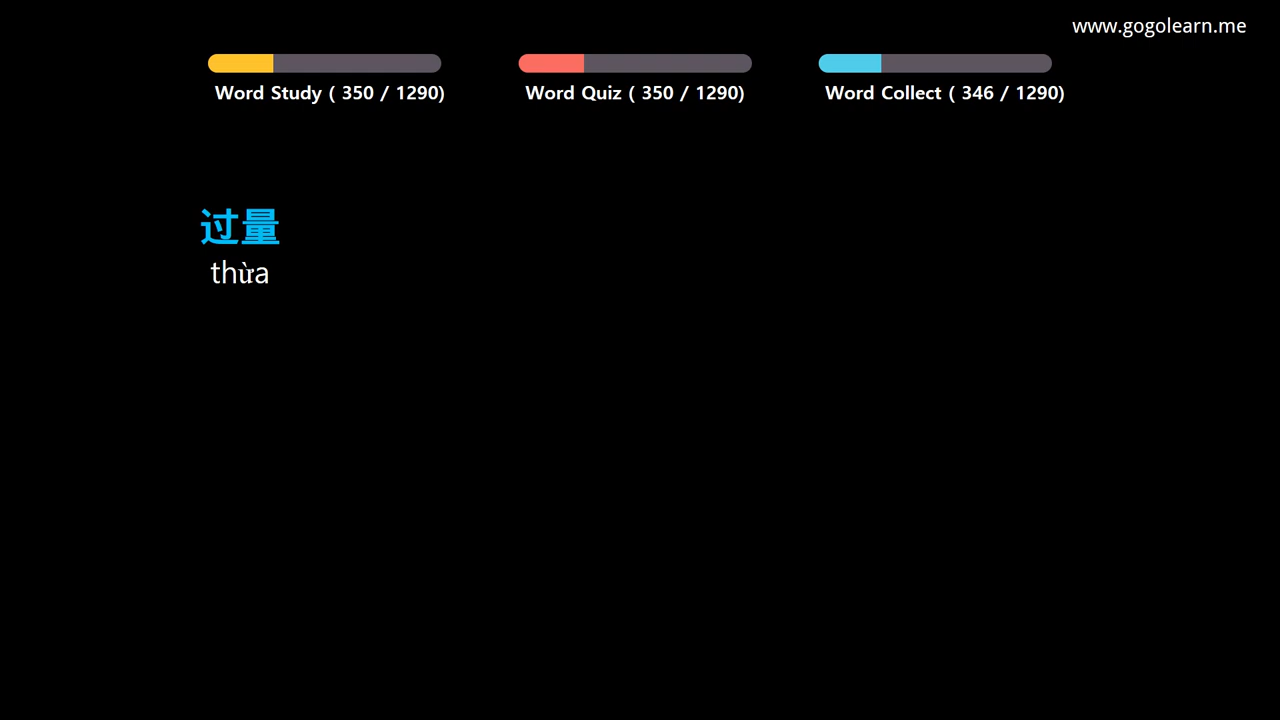 www.gogolearn.me
Word Study ( 350 / 1290)
Word Quiz ( 350 / 1290)
Word Collect ( 346 / 1290)
过量
thừa